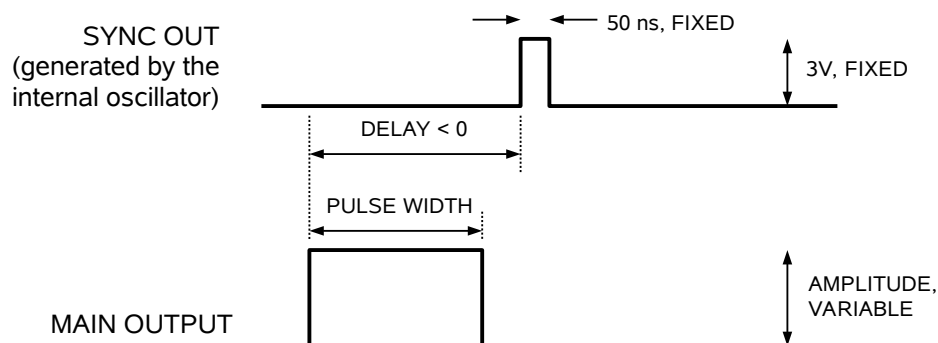 50 ns, FIXED
SYNC OUT
(generated by the
internal oscillator)
3V, FIXED
DELAY < 0
PULSE WIDTH
AMPLITUDE,
VARIABLE
MAIN OUTPUT